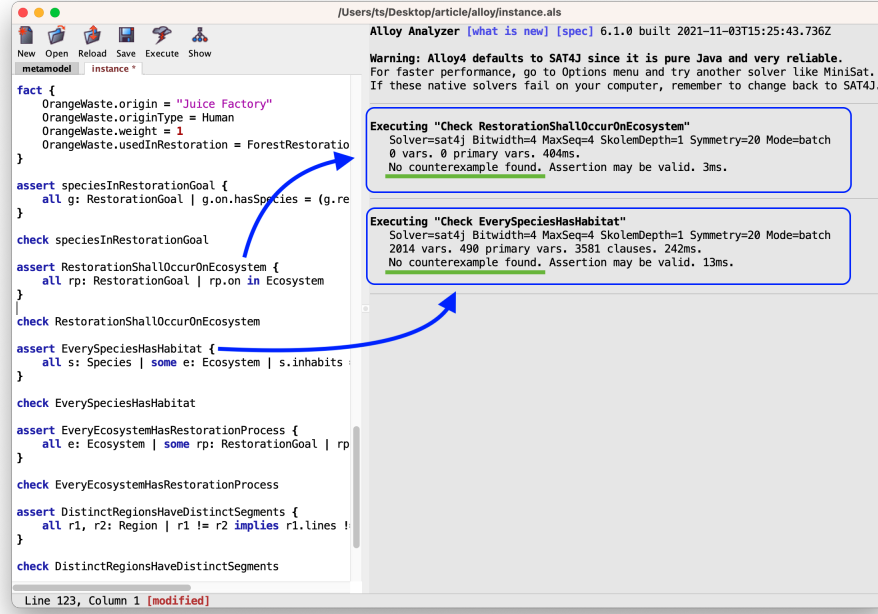 /Users/ts/Desktop/article/alloy/instance.als
New Open Reload Save Execute Show
metamodel instance *
fact {
OrangeWaste.origin = "Juice Factory"
OrangeWaste.originType = Human
OrangeWaste.weight = 1
OrangeWaste.usedInRestoration = ForestRestoratio
}
assert speciesInRestorationGoal {
all g: RestorationGoal | g.on.hasSpecies = (g.re
}
check speciesInRestorationGoal
assert RestorationShallOccurOnEcosystem {
all rp: RestorationGoal | rp.on in Ecosystem
}
check RestorationShallOccurOnEcosystem
assert EverySpeciesHasHabitat {
all s: Species | some e: Ecosystem | s.inhabits
}
check EverySpeciesHasHabitat
assert EveryEcosystemHasRestorationProcess {
all e: Ecosystem | some rp: RestorationGoal | rp
}
check EveryEcosystemHasRestorationProcess
assert DistinctRegionsHaveDistinctSegments {
all r1, r2: Region | r1 != r2 implies r1.lines !
}
check DistinctRegionsHaveDistinctSegments
Line 123, Column 1 [modified]
Alloy Analyzer [what is new] [spec] 6.1.0 built 2021-11-03T15:25:43.736Z
Warning: Alloy4 defaults to SAT4J since it is pure Java and very reliable.
For faster performance, go to Options menu and try another solver like MiniSat.
If these native solvers fail on your computer, remember to change back to SAT4J.
Executing "Check RestorationShallOccurOnEcosystem"
Solver=sat4j Bitwidth=4 MaxSeq=4 SkolemDepth=1 Symmetry=20 Mode=batch
0 vars. 0 primary vars. 404ms.
No counterexample found. Assertion may be valid. 3ms.
Executing "Check EverySpeciesHasHabitat"
Solver=sat4j Bitwidth=4 MaxSeq=4 SkolemDepth=1 Symmetry=20 Mode=batch
2014 vars. 490 primary vars. 3581 clauses. 242ms.
No counterexample found. Assertion may be valid. 13ms.